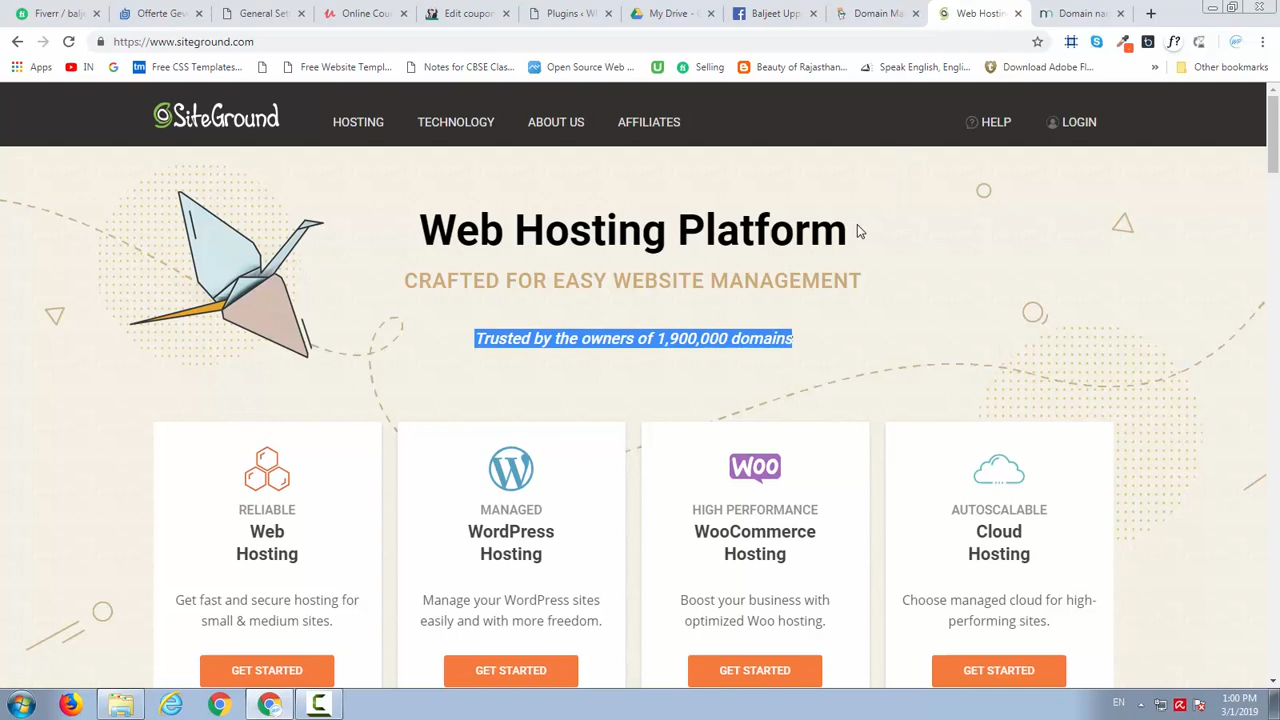 Fiverr / balj
Offerte Gev
General Setti
Online Cour
Edit coupon
Plugins ‹ W
My Drive - G
Baljeet Upp
Domain Ma
Web Hostin
Domain na
https://www.siteground.com
Apps
IN
Free CSS Templates...
Free Website Templ...
Notes for CBSE Cla...
Open Source Web ...
Selling
Beauty of Rajasthan...
Speak English, Engl...
Download Adobe Fl...
»
Other bookmarks
SiteGround
HOSTING
TECHNOLOGY
ABOUT US
AFFILIATES
HELP
LOGIN
Web Hosting Platform
CRAFTED FOR EASY WEBSITE MANAGEMENT
Trusted by the owners of 1,900,000 domains
RELIABLE
Web
Hosting
Get fast and secure hosting for
small & medium sites.
GET STARTED
MANAGED
WordPress
Hosting
Manage your WordPress sites
easily and with more freedom.
GET STARTED
WOO
HIGH PERFORMANCE
WooCommerce
Hosting
Boost your business with
optimized Woo hosting.
GET STARTED
AUTOSCALABLE
Cloud
Hosting
Choose managed cloud for high-
performing sites.
GET STARTED
EN
1:00 PM
3/1/2019